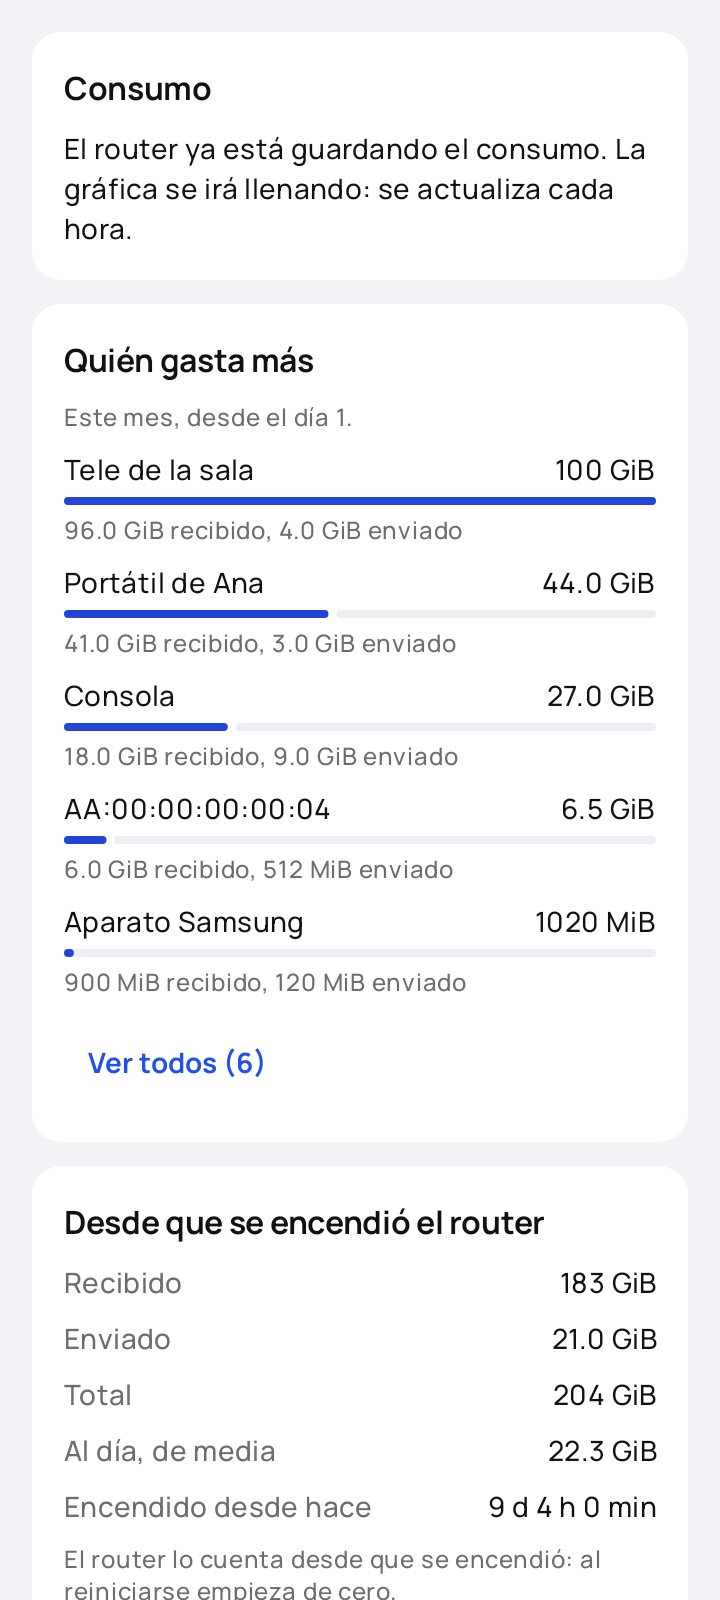 Consumo
El router ya está guardando el consumo. La
gráfica se irá llenando: se actualiza cada
hora.
Quién gasta más
Este mes, desde el día 1.
Tele de la sala 100 GiB
96.0 GiB recibido, 4.0 GiB enviado
Portátil de Ana 44.0 GiB
41.0 GiB recibido, 3.0 GiB enviado
Consola 27.0 GiB
18.0 GiB recibido, 9.0 GiB enviado
AA:00:00:00:00:04 6.5 GiB
6.0 GiB recibido, 512 MiB enviado
Aparato Samsung 1020 MiB
900 MiB recibido, 120 MiB enviado
Ver todos (6)
Desde que se encendió el router
Recibido 183 GiB
Enviado 21.0 GiB
Total 204 GiB
Al día, de media 22.3 GiB
Encendido desde hace 9 d 4 h 0 min
El router lo cuenta desde que se encendió: al
reiniciarse empieza de cero.